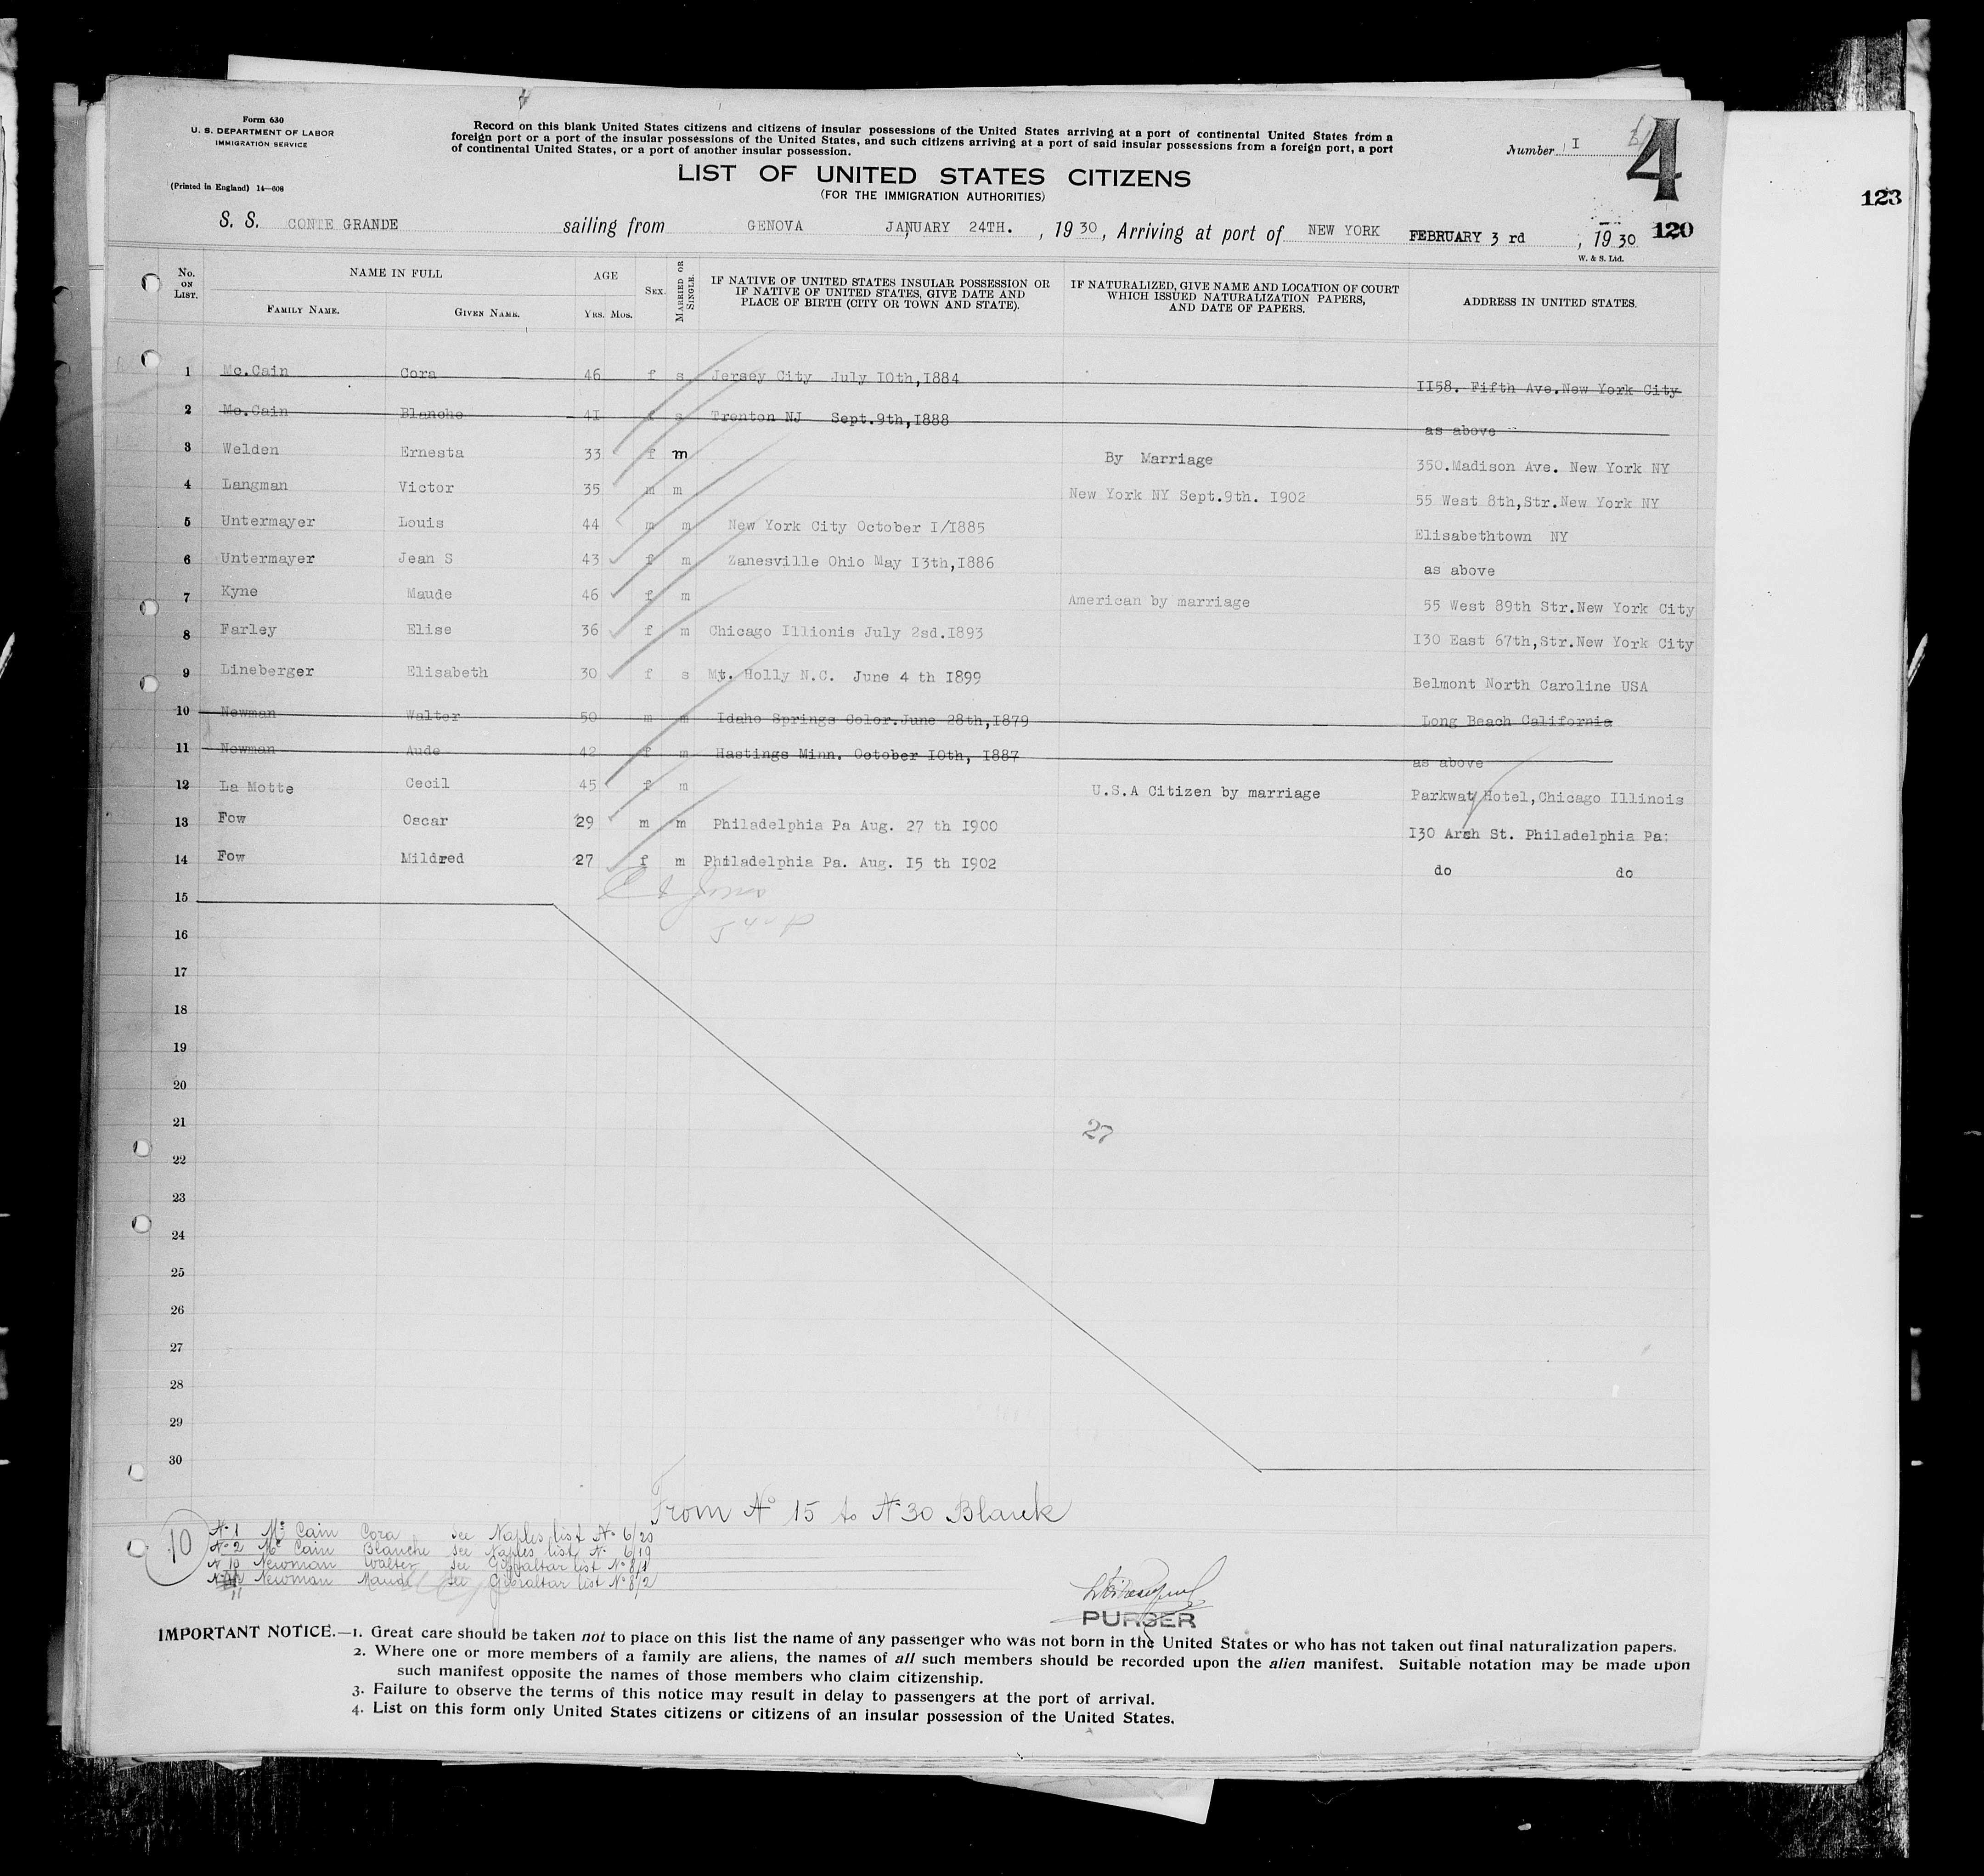 Form 630
U. S. DEPARTMENT OF LABOR
IMMIGRATION SERVICE
(Printed in England) 14—608
Record on this blank United States citizens and citizens of insular possessions of the United States arriving at a port of continental United States from a
foreign port or a port of the insular possessions of the United States, and such citizens arriving at a port of said insular possessions from a foreign port, a port
of continental United States, or a port of another insular possession.
Number I
4
LIST OF UNITED STATES CITIZENS
(FOR THE IMMIGRATION AUTHORITIES)
123
S. S. CONTE GRANDE sailing from GENOVA JANUARY 24TH. , 19 30 , Arriving at port of NEW YORK FEBRUARY 3 rd , 19 30 120
W. & S. Ltd.
No. ON LIST. NAME IN FULL FAMILY NAME. GIVEN NAME. AGE YRS. MOS. SEX. MARRIED OR SINGLE. IF NATIVE OF UNITED STATES INSULAR POSSESSION OR IF NATIVE OF UNITED STATES, GIVE DATE AND PLACE OF BIRTH (CITY OR TOWN AND STATE). IF NATURALIZED, GIVE NAME AND LOCATION OF COURT WHICH ISSUED NATURALIZATION PAPERS, AND DATE OF PAPERS. ADDRESS IN UNITED STATES.
1 Mc.Cain Cora 46 f s Jersey City July I0th,I884 II58. Fifth Ave.New York City
2 Mc.Cain Blanche 4I f s Trenton NJ Sept.9th,I888 as above
3 Welden Ernesta 33 f m By Marriage 350.Madison Ave. New York NY
4 Langman Victor 35 m m New York NY Sept.9th. I902 55 West 8th,Str.New York NY
5 Untermayer Louis 44 m m New York City October I/I885 Elisabethtown NY
6 Untermayer Jean S 43 f m Zanesville Ohio May I3th,I886 as above
7 Kyne Maude 46 f m American by marriage 55 West 89th Str.New York City
8 Farley Elise 36 f m Chicago Illionis July 2sd.I893 I30 East 67th,Str.New York City
9 Lineberger Elisabeth 30 f s Mt. Holly N.C. June 4 th I899 Belmont North Caroline USA
10 Newman Walter 50 m m Idaho Springs Color.June 28th,I879 Long Beach California
11 Newman Aude 42 f m Hastings Minn. October I0th, I887 as above
12 La Motte Cecil 45 f m U.S.A Citizen by marriage Parkway Hotel,Chicago Illinois
13 Fow Oscar 29 m m Philadelphia Pa Aug. 27 th I900 I30 Arch St. Philadelphia Pa:
14 Fow Mildred 27 f m Philadelphia Pa. Aug. I5 th I902 do do
15
16
17
18
19
20
21
27
22
23
24
25
26
27
28
29
30
From No 15 to No 30 Blank
10
No 1 Mc Cain Cora see Naples list No 6/20
No 2 Mc Cain Blanche see Naples list No 6/19
No 10 Newman Walter see Gibraltar list No 8/1
No 11 Newman Maude see Gibraltar list No 8/2
PURSER
IMPORTANT NOTICE.—1. Great care should be taken not to place on this list the name of any passenger who was not born in the United States or who has not taken out final naturalization papers.
2. Where one or more members of a family are aliens, the names of all such members should be recorded upon the alien manifest. Suitable notation may be made upon
such manifest opposite the names of those members who claim citizenship.
3. Failure to observe the terms of this notice may result in delay to passengers at the port of arrival.
4. List on this form only United States citizens or citizens of an insular possession of the United States.